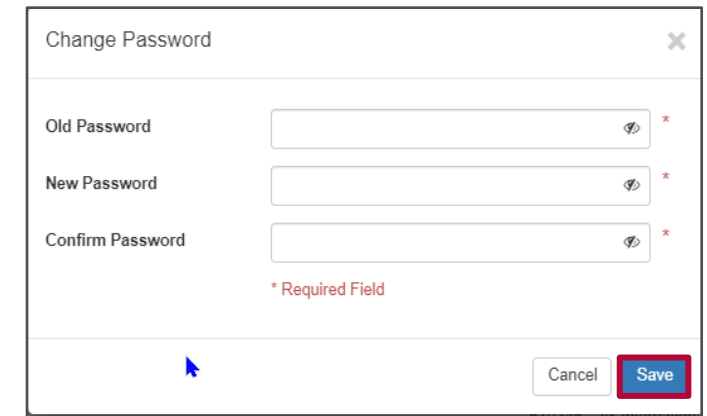 Change Password ×
Old Password *
New Password *
Confirm Password *
* Required Field
Cancel Save